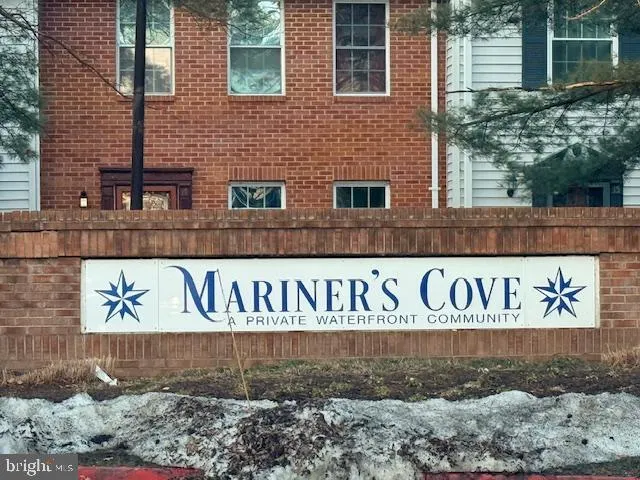 MARINER'S COVE
A PRIVATE WATERFRONT COMMUNITY
bright MLS